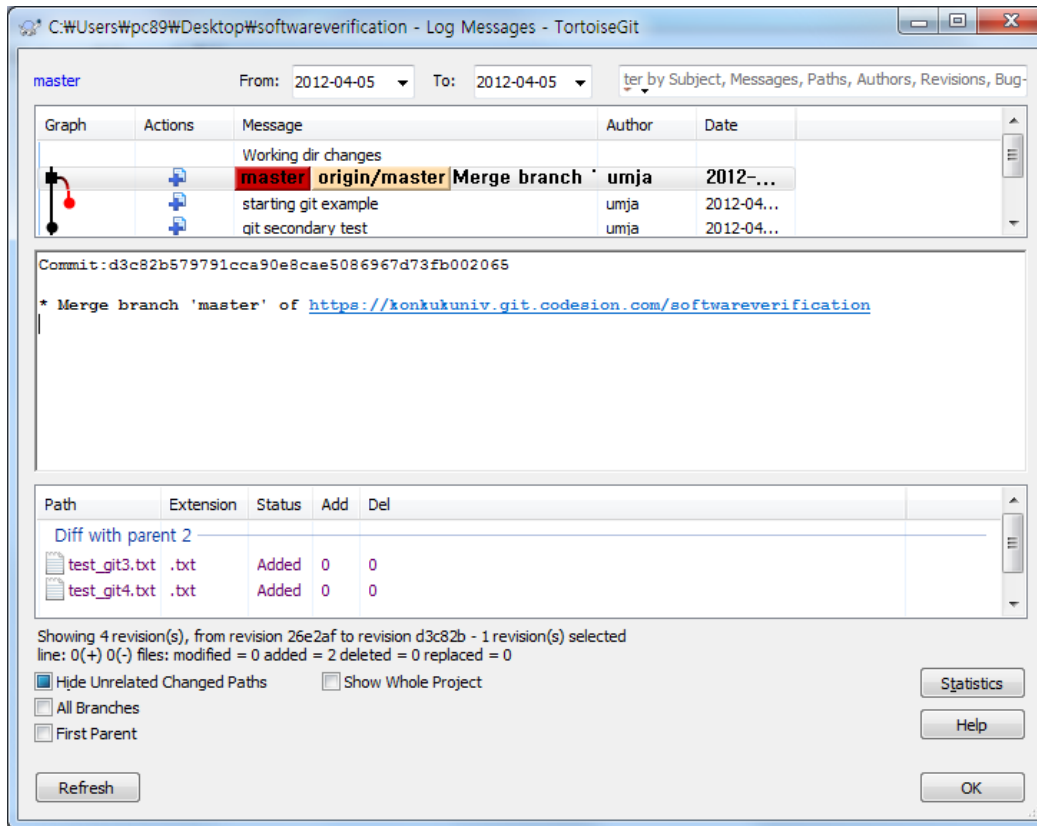 C:₩Users₩pc89₩Desktop₩softwareverification - Log Messages - TortoiseGit
master From: 2012-04-05 To: 2012-04-05 ter by Subject, Messages, Paths, Authors, Revisions, Bug-
Graph Actions Message Author Date
Working dir changes
master origin/master Merge branch ' umja 2012-...
starting git example umja 2012-04...
git secondary test umja 2012-04...
Commit:d3c82b579791cca90e8cae5086967d73fb002065
* Merge branch 'master' of https://konkukuniv.git.codesion.com/softwareverification
Path Extension Status Add Del
Diff with parent 2
test_git3.txt .txt Added 0 0
test_git4.txt .txt Added 0 0
Showing 4 revision(s), from revision 26e2af to revision d3c82b - 1 revision(s) selected
line: 0(+) 0(-) files: modified = 0 added = 2 deleted = 0 replaced = 0
Hide Unrelated Changed Paths Show Whole Project Statistics
All Branches
First Parent Help
Refresh OK